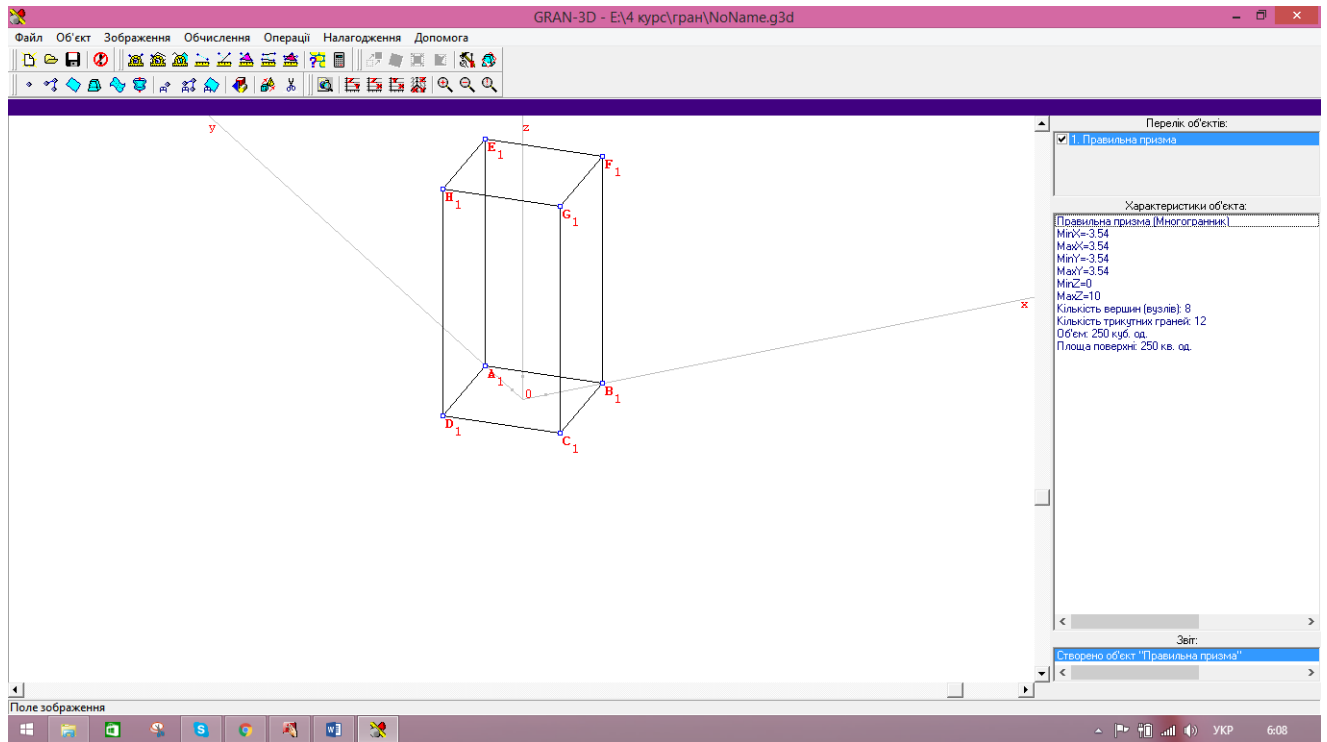 GRAN-3D - E:\4 курс\гран\NoName.g3d
Файл Об'єкт Зображення Обчислення Операції Налагодження Допомога
y
z
x
0
E1
F1
H1
G1
A1
B1
D1
C1
Перелік об'єктів:
1. Правильна призма
Характеристики об'єкта:
Правильна призма (Многогранник)
MinX=-3.54
MaxX=3.54
MinY=-3.54
MaxY=3.54
MinZ=0
MaxZ=10
Кількість вершин (вузлів): 8
Кількість трикутних граней: 12
Об'єм: 250 куб. од.
Площа поверхні: 250 кв. од.
Звіт:
Створено об'єкт "Правильна призма"
Поле зображення
УКР 6:08